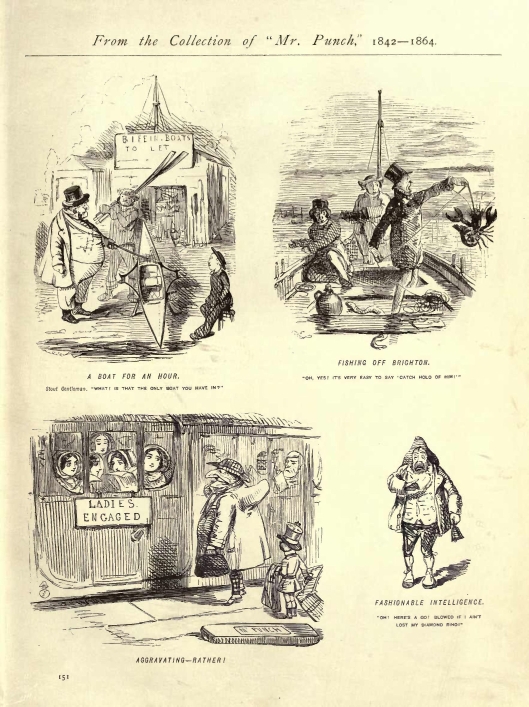 From the Collection of "Mr. Punch," 1842—1864.
BIFFIN. BOATS
TO LET
A BOAT FOR AN HOUR.
Stout Gentleman. "WHAT! IS THAT THE ONLY BOAT YOU HAVE IN?"
FISHING OFF BRIGHTON.
"OH, YES! IT'S VERY EASY TO SAY 'CATCH HOLD OF HIM!'"
LADIES.
ENGAGED
PUNCH
AGGRAVATING—RATHER!
FASHIONABLE INTELLIGENCE.
"OH! HERE'S A GO! BLOWED IF I AIN'T
LOST MY DIAMOND RING!"
151